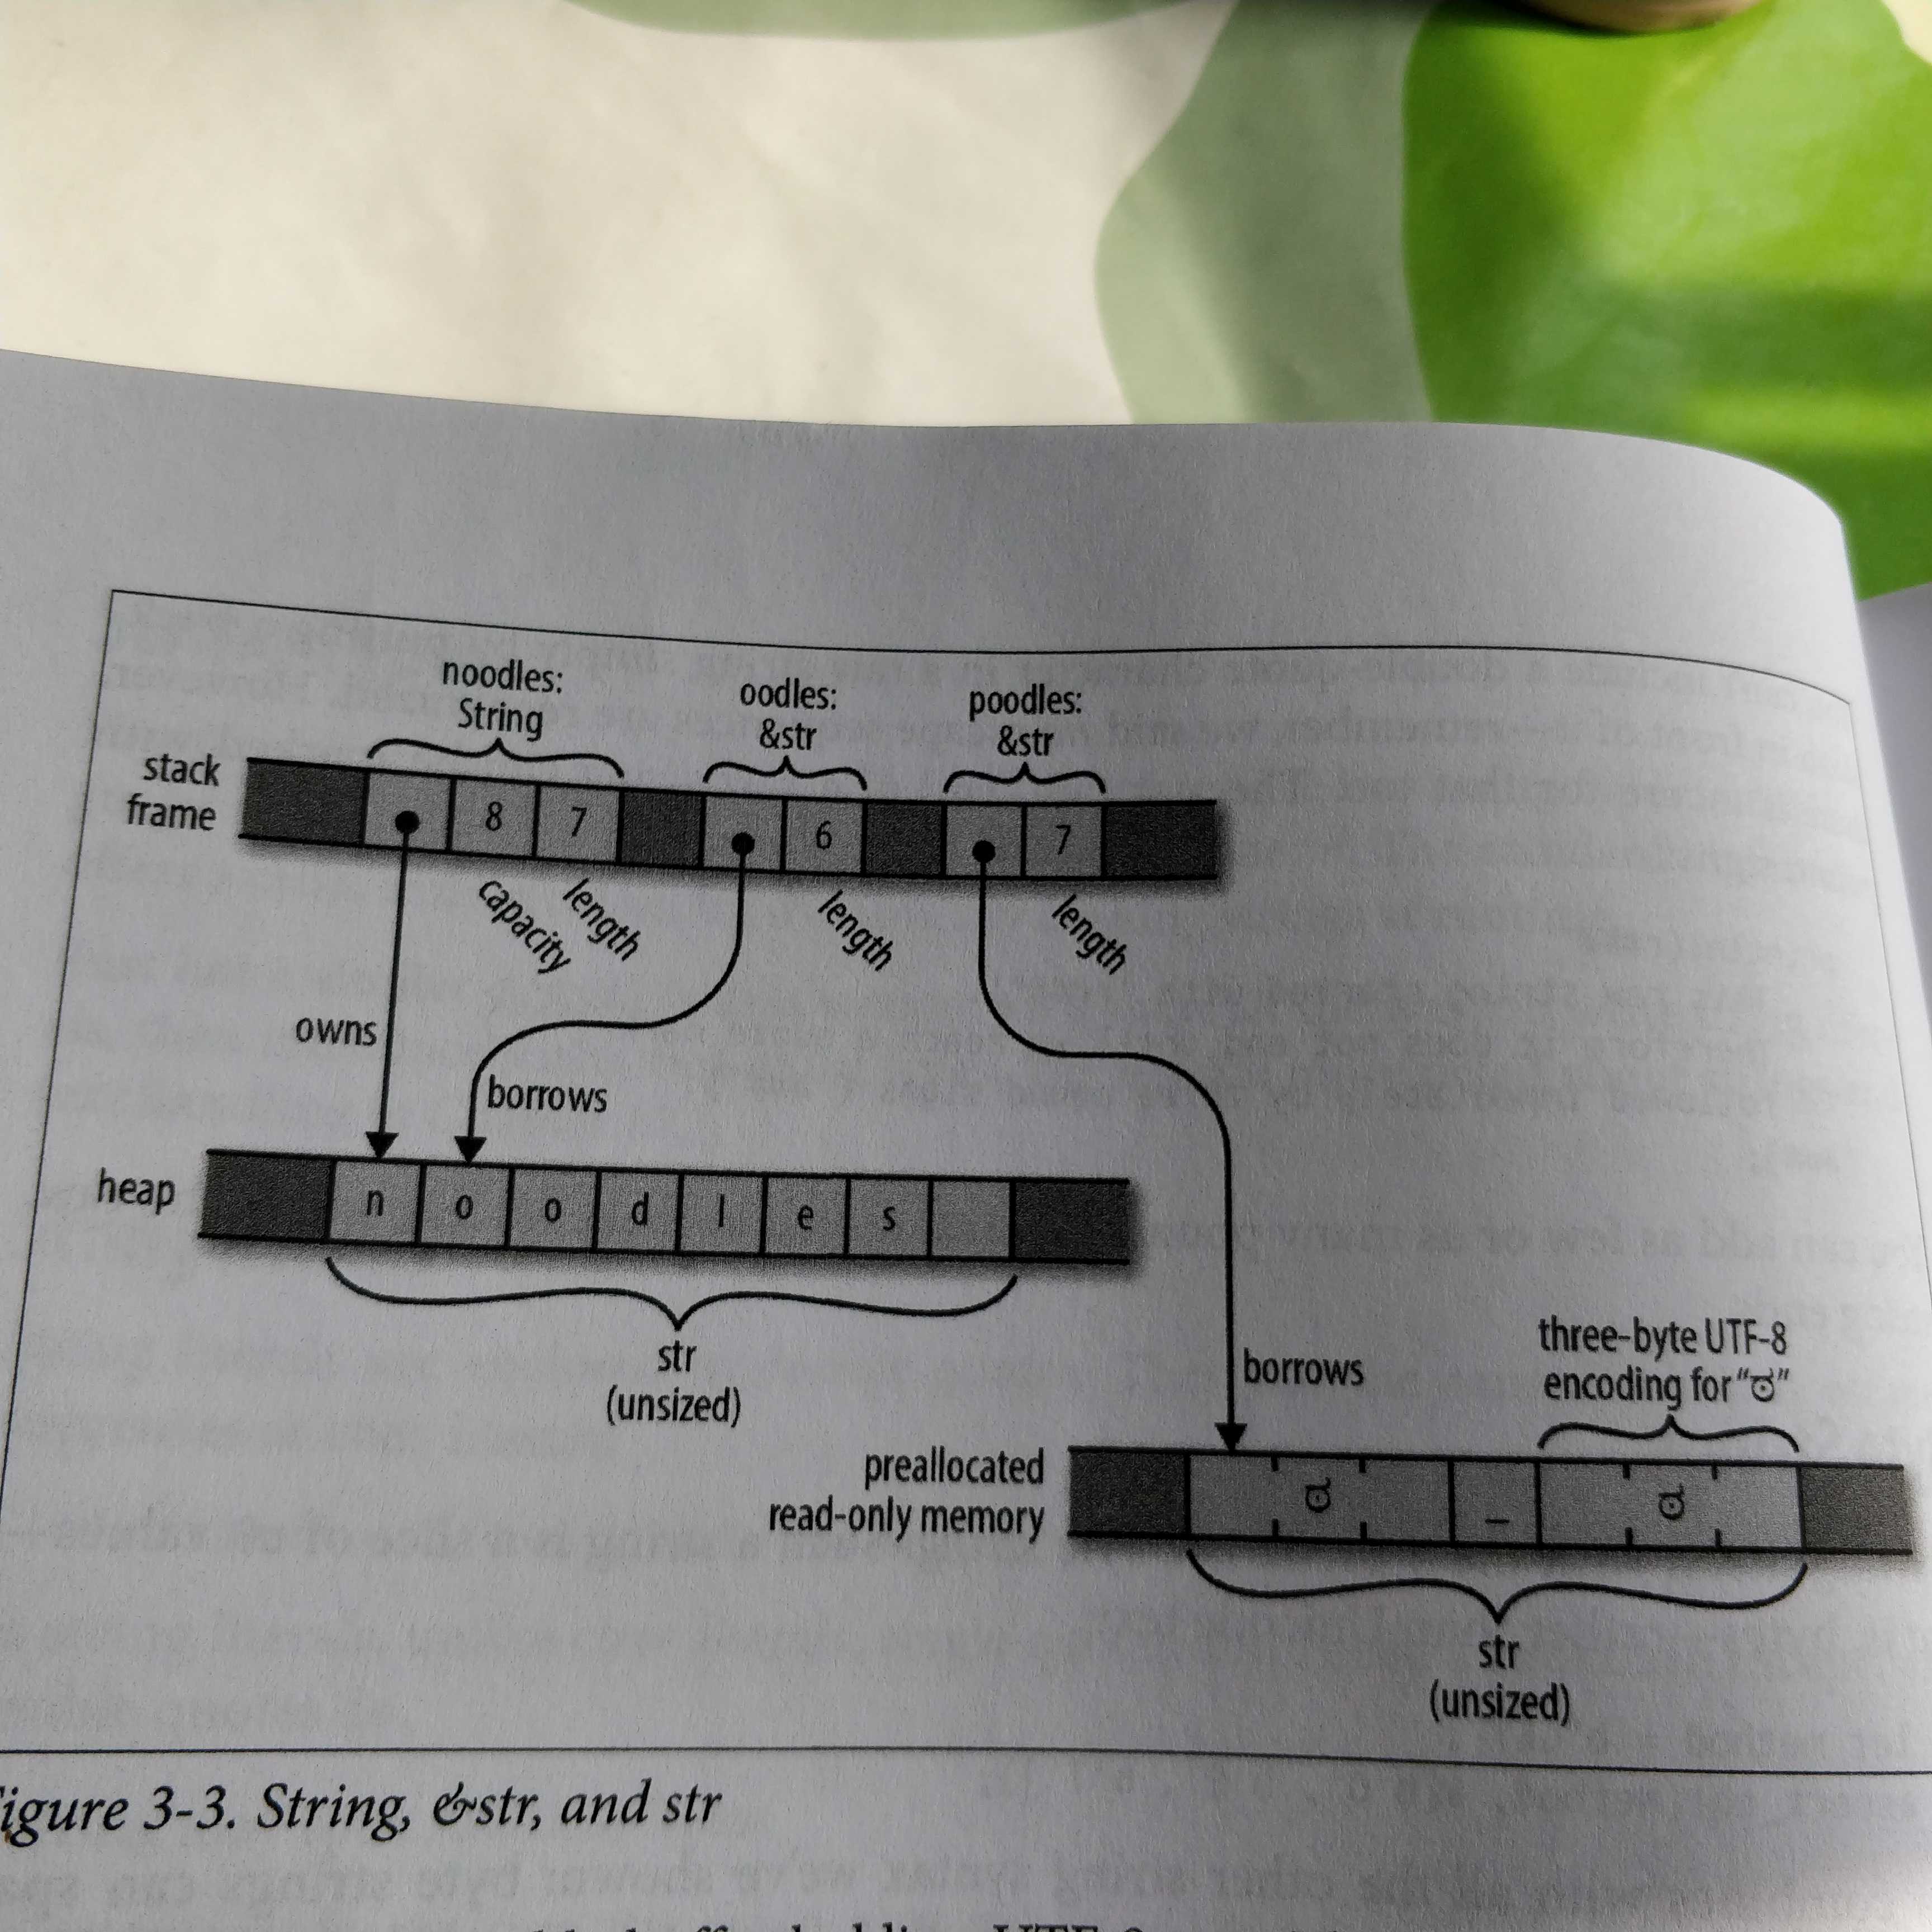 noodles:
String
oodles:
&str
poodles:
&str
stack
frame
8 7
6
7
capacity
length
length
length
owns
borrows
heap
n o o d l e s
str
(unsized)
borrows
three-byte UTF-8
encoding for "ಠ"
preallocated
read-only memory
ಠ _ ಠ
str
(unsized)
igure 3-3. String, &str, and str